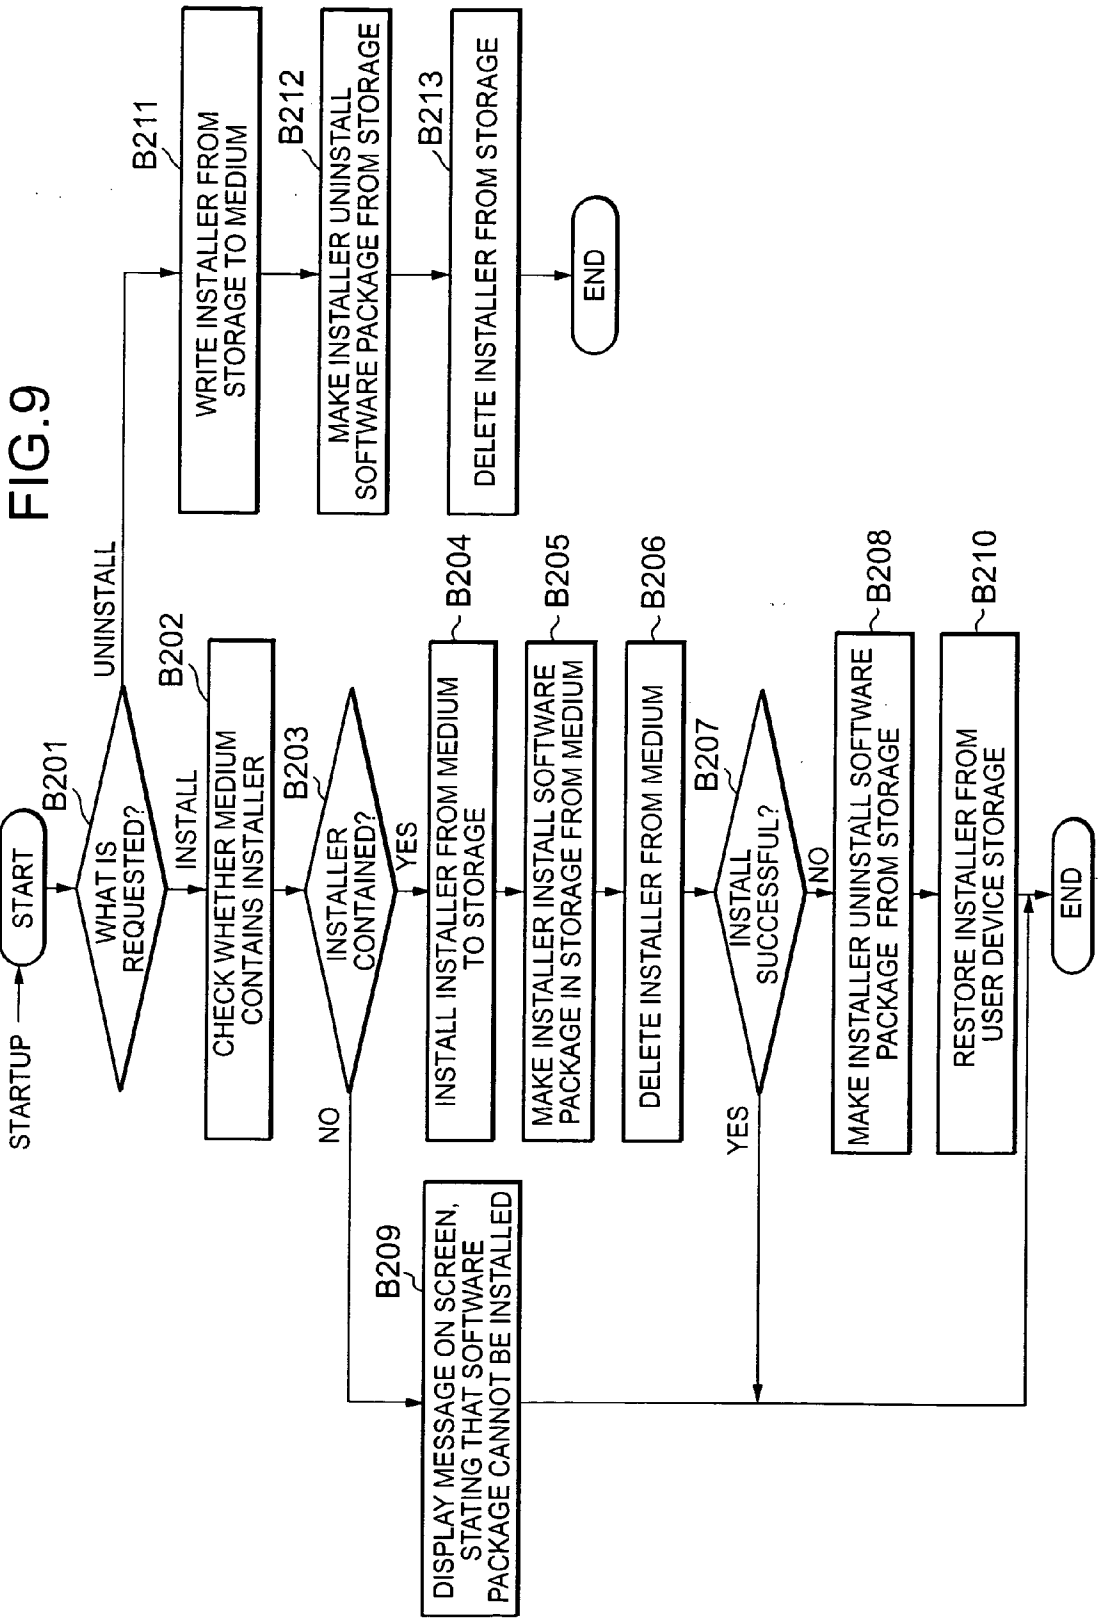 FIG.9
STARTUP
START
B201
WHAT IS
REQUESTED?
UNINSTALL
INSTALL
B202
CHECK WHETHER MEDIUM
CONTAINS INSTALLER
B203
INSTALLER
CONTAINED?
NO
YES
B204
INSTALL INSTALLER FROM MEDIUM
TO STORAGE
B205
MAKE INSTALLER INSTALL SOFTWARE
PACKAGE IN STORAGE FROM MEDIUM
B206
DELETE INSTALLER FROM MEDIUM
B207
INSTALL
SUCCESSFUL?
YES
NO
B208
MAKE INSTALLER UNINSTALL SOFTWARE
PACKAGE FROM STORAGE
B210
RESTORE INSTALLER FROM
USER DEVICE STORAGE
END
B209
DISPLAY MESSAGE ON SCREEN,
STATING THAT SOFTWARE
PACKAGE CANNOT BE INSTALLED
B211
WRITE INSTALLER FROM
STORAGE TO MEDIUM
B212
MAKE INSTALLER UNINSTALL
SOFTWARE PACKAGE FROM STORAGE
B213
DELETE INSTALLER FROM STORAGE
END